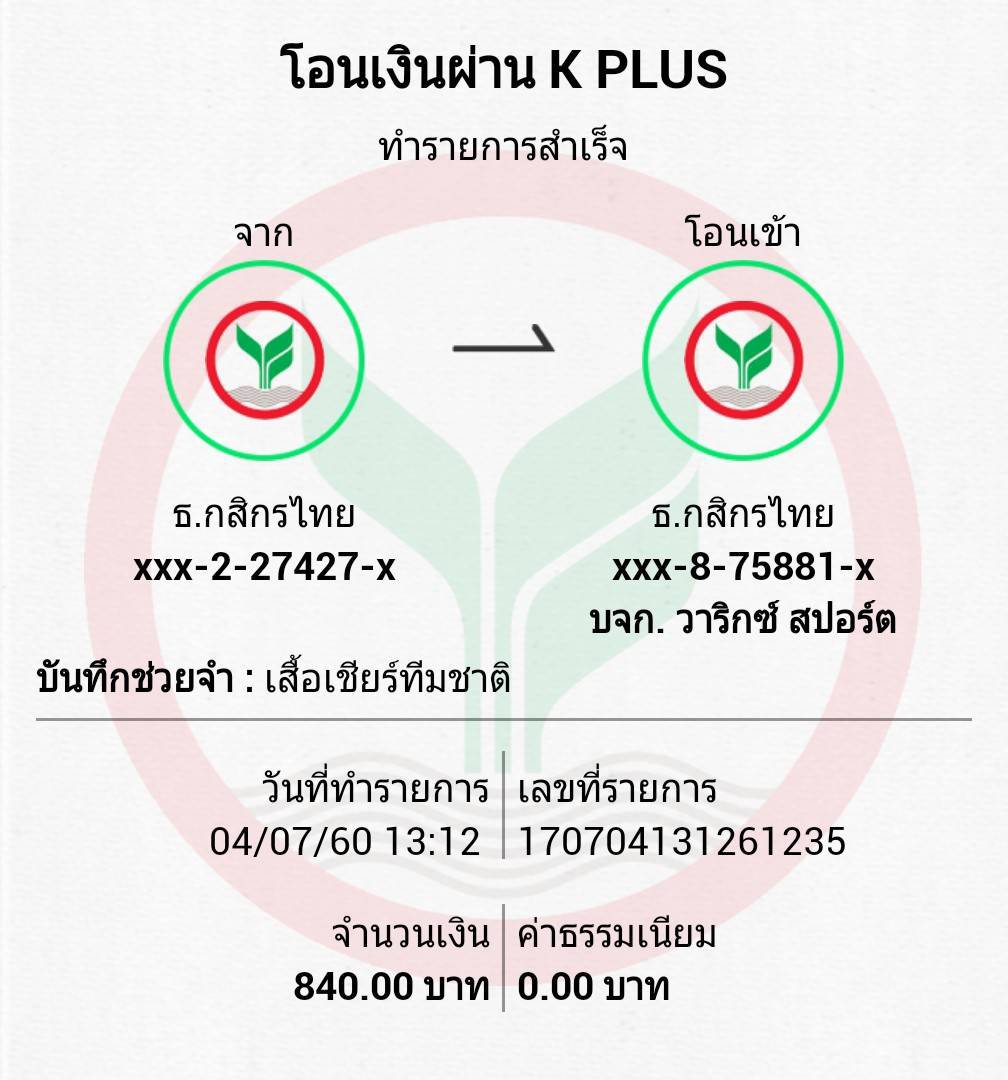 โอนเงินผ่าน K PLUS
ทำรายการสำเร็จ
จาก
โอนเข้า
ธ.กสิกรไทย
xxx-2-27427-x
ธ.กสิกรไทย
xxx-8-75881-x
บจก. วาริกซ์ สปอร์ต
บันทึกช่วยจำ : เสื้อเชียร์ทีมชาติ
วันที่ทำรายการ
04/07/60 13:12
เลขที่รายการ
170704131261235
จำนวนเงิน
840.00 บาท
ค่าธรรมเนียม
0.00 บาท